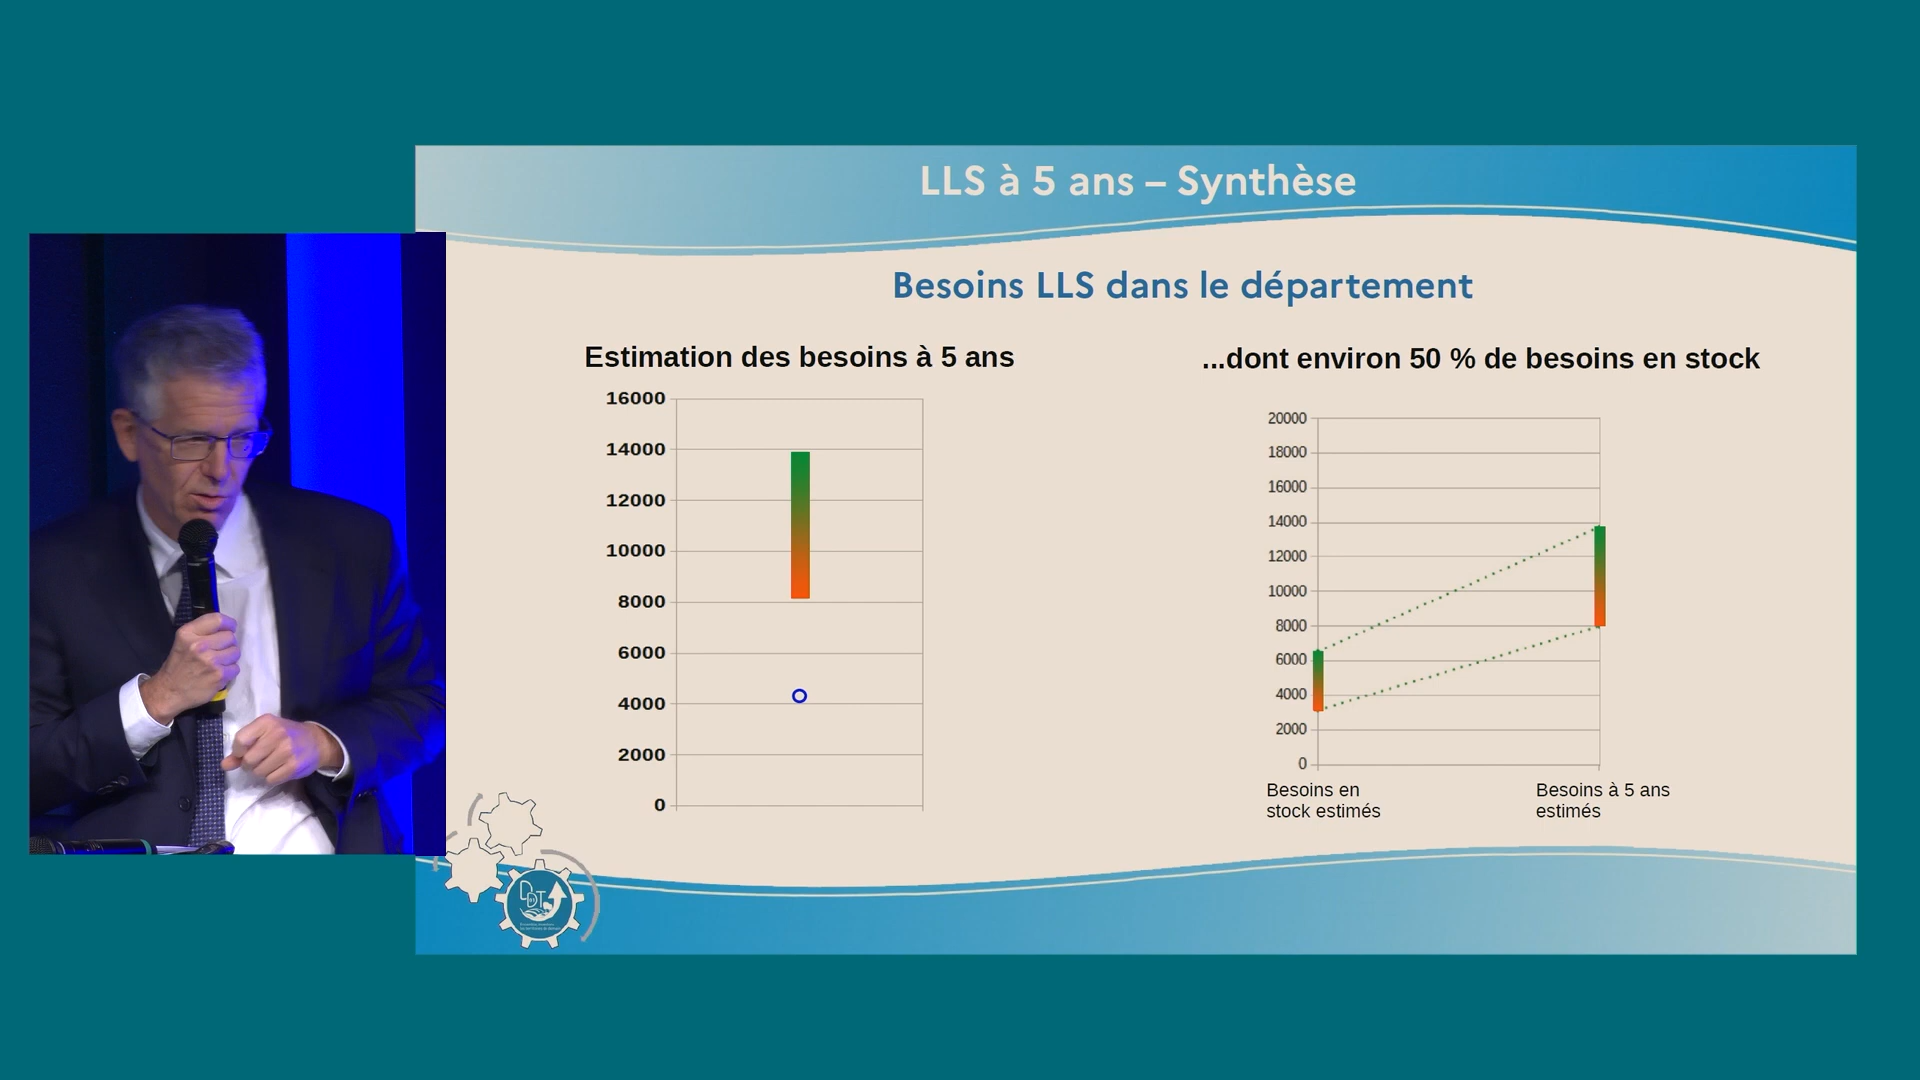 LLS à 5 ans – Synthèse
Besoins LLS dans le département
Estimation des besoins à 5 ans
16000
14000
12000
10000
8000
6000
4000
2000
0
...dont environ 50 % de besoins en stock
20000
18000
16000
14000
12000
10000
8000
6000
4000
2000
0
Besoins en
stock estimés
Besoins à 5 ans
estimés
DDT